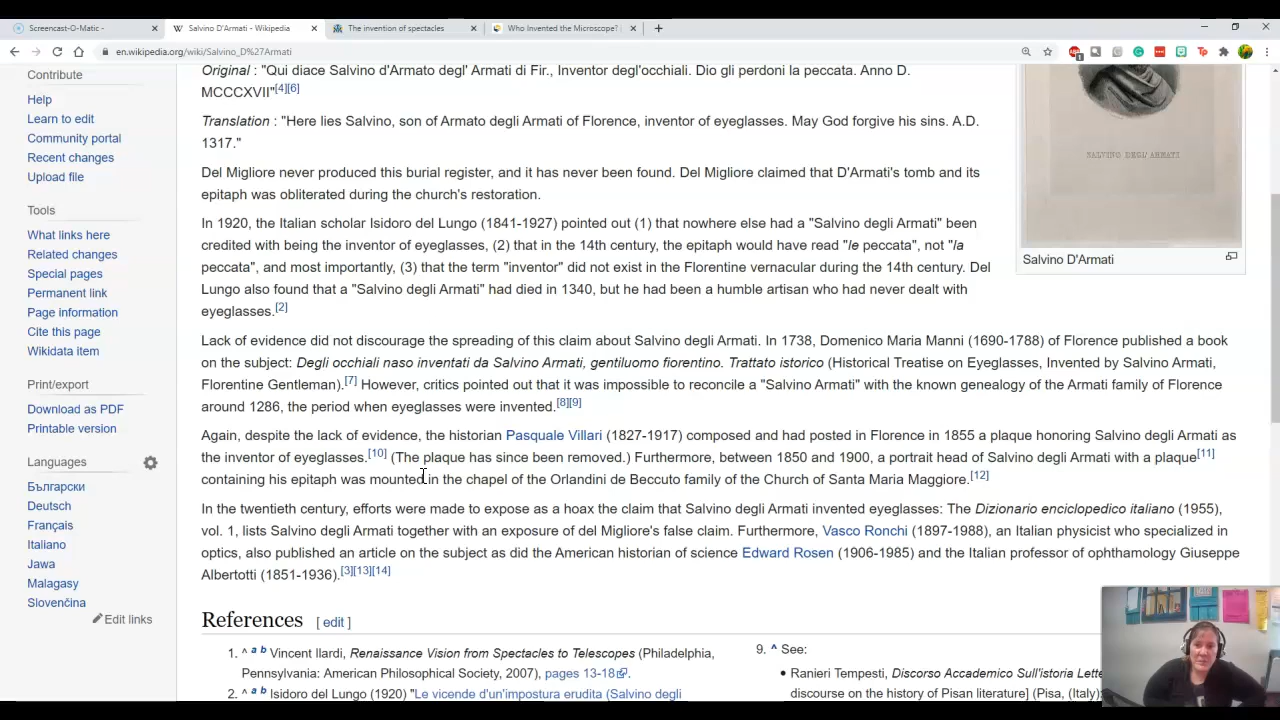 Screencast-O-Matic -
Salvino D'Armati - Wikipedia
The invention of spectacles
Who Invented the Microscope?
en.wikipedia.org/wiki/Salvino_D%27Armati
Contribute
Help
Learn to edit
Community portal
Recent changes
Upload file
Tools
What links here
Related changes
Special pages
Permanent link
Page information
Cite this page
Wikidata item
Print/export
Download as PDF
Printable version
Languages
Български
Deutsch
Français
Italiano
Jawa
Malagasy
Slovenčina
Edit links
Original : "Qui diace Salvino d'Armato degl' Armati di Fir., Inventor degl'occhiali. Dio gli perdoni la peccata. Anno D.
MCCCXVII"[4][6]
Translation : "Here lies Salvino, son of Armato degli Armati of Florence, inventor of eyeglasses. May God forgive his sins. A.D.
1317."
Del Migliore never produced this burial register, and it has never been found. Del Migliore claimed that D'Armati's tomb and its
epitaph was obliterated during the church's restoration.
In 1920, the Italian scholar Isidoro del Lungo (1841-1927) pointed out (1) that nowhere else had a "Salvino degli Armati" been
credited with being the inventor of eyeglasses, (2) that in the 14th century, the epitaph would have read "le peccata", not "la
peccata", and most importantly, (3) that the term "inventor" did not exist in the Florentine vernacular during the 14th century. Del
Lungo also found that a "Salvino degli Armati" had died in 1340, but he had been a humble artisan who had never dealt with
eyeglasses.[2]
SALVINO DEGLI ARMATI
Salvino D'Armati
Lack of evidence did not discourage the spreading of this claim about Salvino degli Armati. In 1738, Domenico Maria Manni (1690-1788) of Florence published a book
on the subject: Degli occhiali naso inventati da Salvino Armati, gentiluomo fiorentino. Trattato istorico (Historical Treatise on Eyeglasses, Invented by Salvino Armati,
Florentine Gentleman).[7] However, critics pointed out that it was impossible to reconcile a "Salvino Armati" with the known genealogy of the Armati family of Florence
around 1286, the period when eyeglasses were invented.[8][9]
Again, despite the lack of evidence, the historian Pasquale Villari (1827-1917) composed and had posted in Florence in 1855 a plaque honoring Salvino degli Armati as
the inventor of eyeglasses.[10] (The plaque has since been removed.) Furthermore, between 1850 and 1900, a portrait head of Salvino degli Armati with a plaque[11]
containing his epitaph was mounted in the chapel of the Orlandini de Beccuto family of the Church of Santa Maria Maggiore.[12]
In the twentieth century, efforts were made to expose as a hoax the claim that Salvino degli Armati invented eyeglasses: The Dizionario enciclopedico italiano (1955),
vol. 1, lists Salvino degli Armati together with an exposure of del Migliore's false claim. Furthermore, Vasco Ronchi (1897-1988), an Italian physicist who specialized in
optics, also published an article on the subject as did the American historian of science Edward Rosen (1906-1985) and the Italian professor of ophthamology Giuseppe
Albertotti (1851-1936).[3][13][14]
References [ edit ]
1. ^ a b Vincent Ilardi, Renaissance Vision from Spectacles to Telescopes (Philadelphia,
Pennsylvania: American Philosophical Society, 2007), pages 13-18.
2. ^ a b Isidoro del Lungo (1920) "Le vicende d'un'impostura erudita (Salvino degli
9. ^ See:
• Ranieri Tempesti, Discorso Accademico Sull'istoria Lette
discourse on the history of Pisan literature] (Pisa, (Italy):